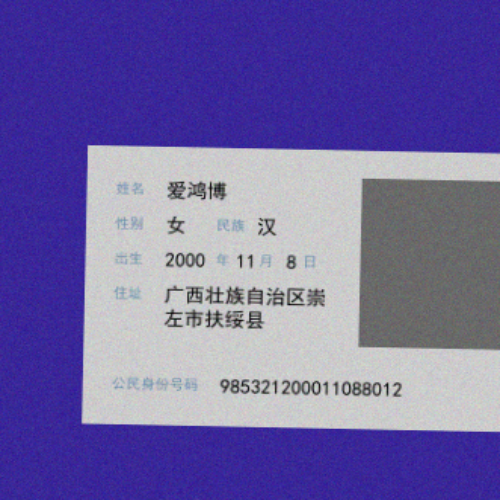 姓名 爱鸿博
性别 女 民族 汉
出生 2000 年 11 月 8 日
住址 广西壮族自治区崇
左市扶绥县
公民身份号码 985321200011088012